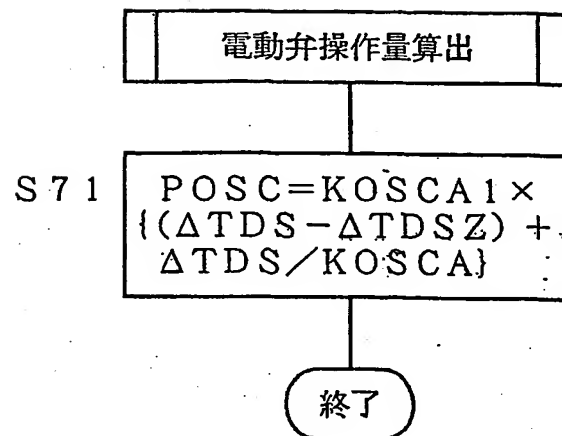 電動弁操作量算出
S71
POSC=KOSCA1×
{(ΔTDS-ΔTDSZ)+
ΔTDS/KOSCA}
終了